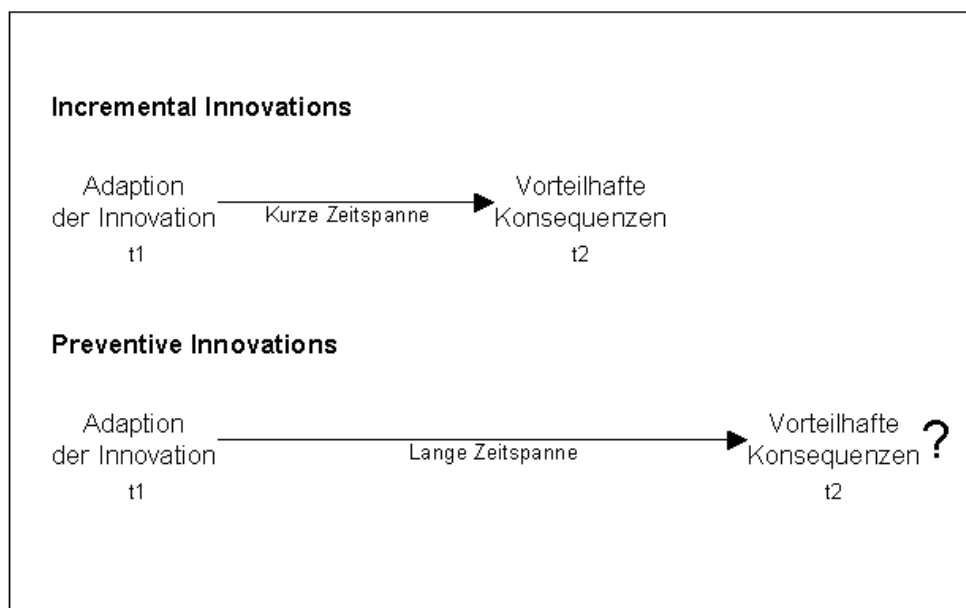 Incremental Innovations
Adaption
der Innovation
t1
Kurze Zeitspanne
Vorteilhafte
Konsequenzen
t2
Preventive Innovations
Adaption
der Innovation
t1
Lange Zeitspanne
Vorteilhafte
Konsequenzen ?
t2